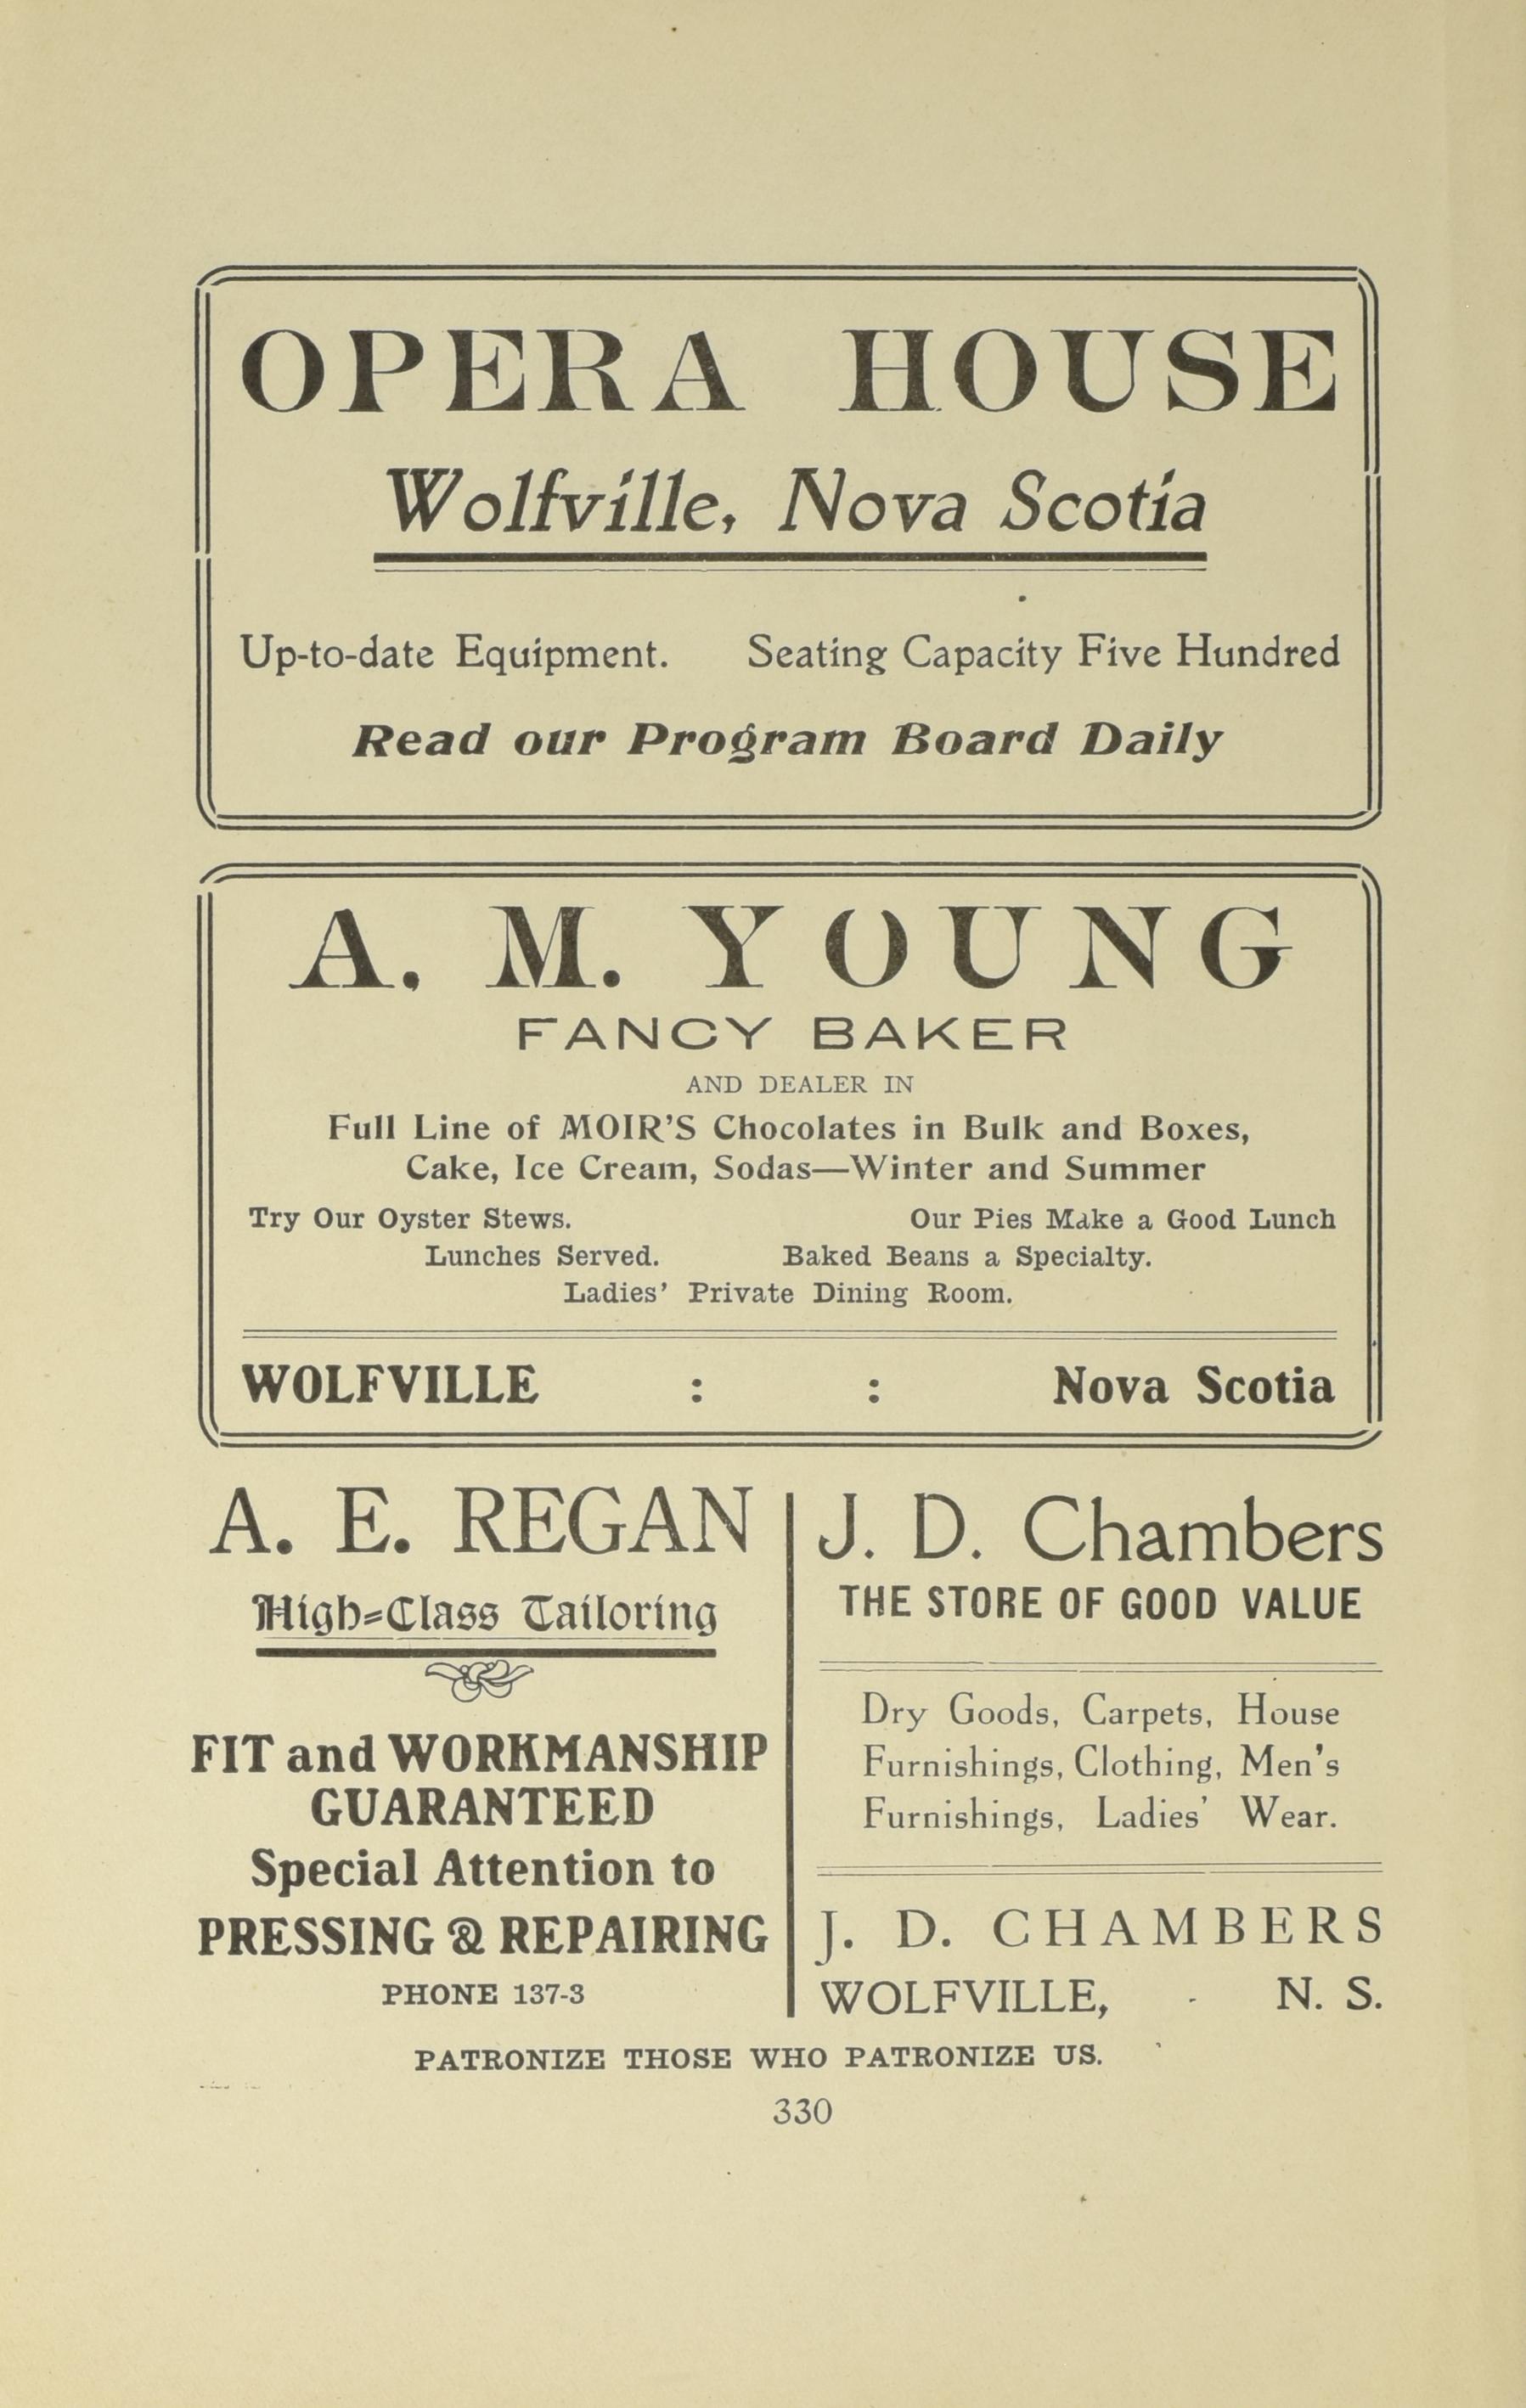 OPERA HOUSE
Wolfville, Nova Scotia
Up-to-date Equipment. Seating Capacity Five Hundred
Read our Program Board Daily
A. M. YOUNG
FANCY BAKER
AND DEALER IN
Full Line of MOIR'S Chocolates in Bulk and Boxes,
Cake, Ice Cream, Sodas—Winter and Summer
Try Our Oyster Stews. Our Pies Make a Good Lunch
Lunches Served. Baked Beans a Specialty.
Ladies' Private Dining Room.
WOLFVILLE : : Nova Scotia
A. E. REGAN
High-Class Tailoring
FIT and WORKMANSHIP
GUARANTEED
Special Attention to
PRESSING & REPAIRING
PHONE 137-3
J. D. Chambers
THE STORE OF GOOD VALUE
Dry Goods, Carpets, House
Furnishings, Clothing, Men's
Furnishings, Ladies' Wear.
J. D. CHAMBERS
WOLFVILLE, - N. S.
PATRONIZE THOSE WHO PATRONIZE US.
330